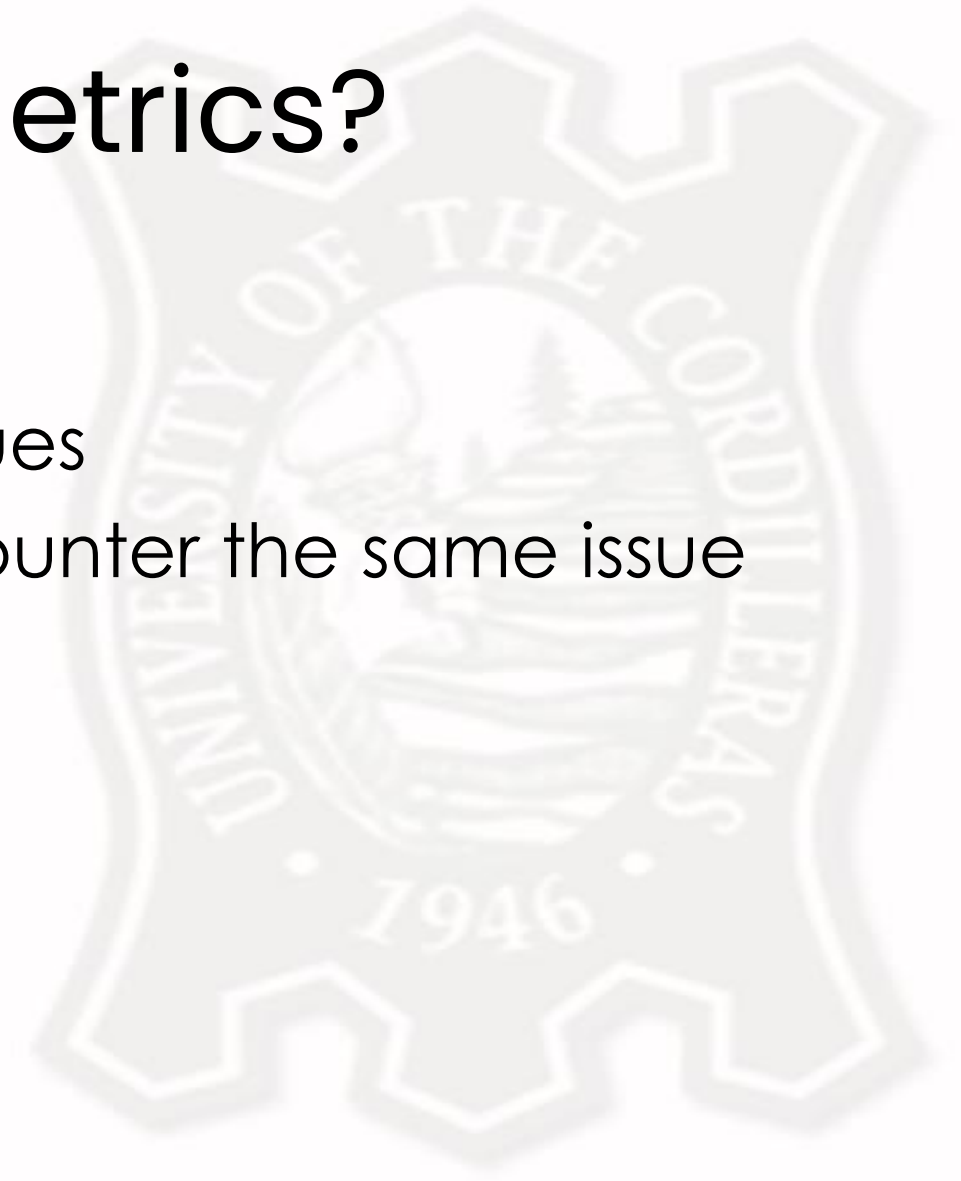 etrics?
ues
ounter the same issue
UNIVERSITY OF THE CORDILLERAS
1946